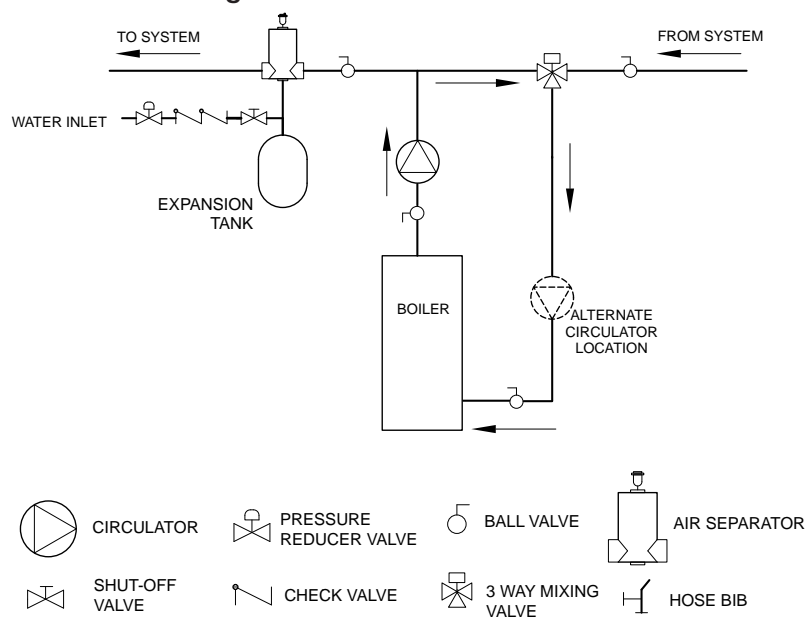 TO SYSTEM
FROM SYSTEM
WATER INLET
EXPANSION
TANK
BOILER
ALTERNATE
CIRCULATOR
LOCATION
CIRCULATOR
PRESSURE
REDUCER VALVE
BALL VALVE
AIR SEPARATOR
SHUT-OFF
VALVE
CHECK VALVE
3 WAY MIXING
VALVE
HOSE BIB